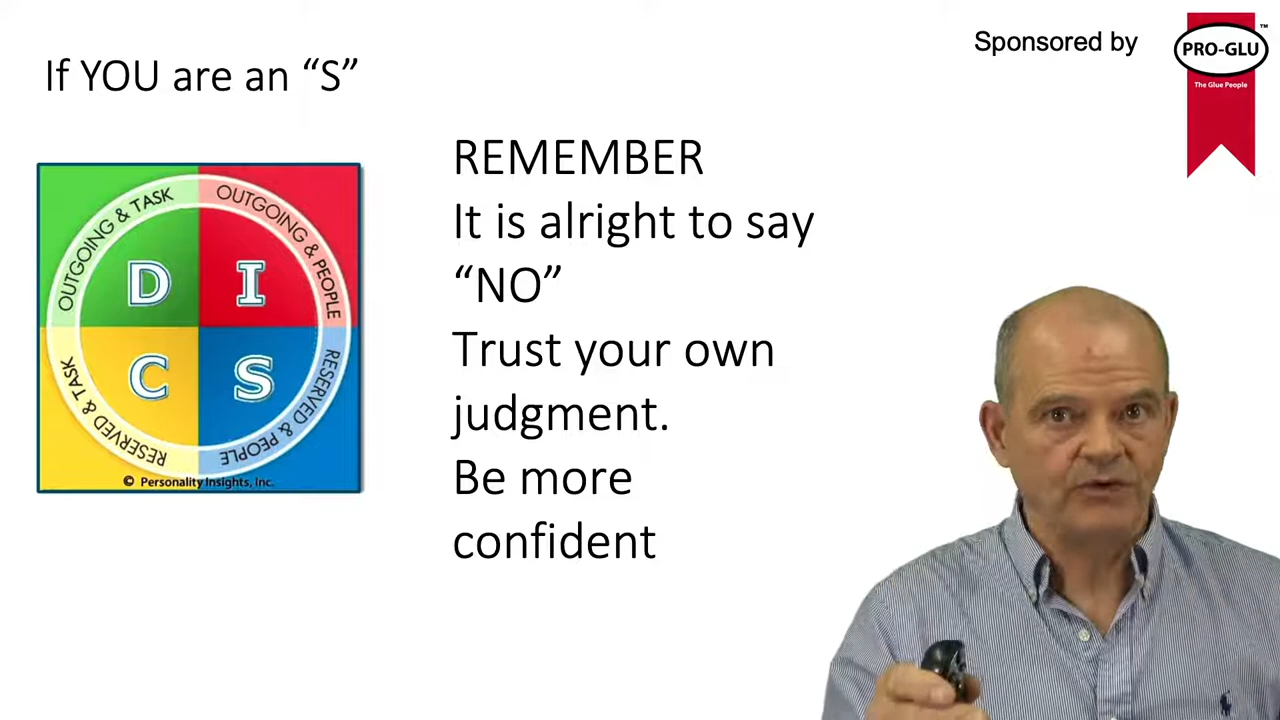 If YOU are an “S”
Sponsored by
PRO-GLU
™
The Glue People
REMEMBER
It is alright to say
“NO”
Trust your own
judgment.
Be more
confident
OUTGOING & TASK
OUTGOING & PEOPLE
D
I
C
S
RESERVED & TASK
RESERVED & PEOPLE
© Personality Insights, Inc.